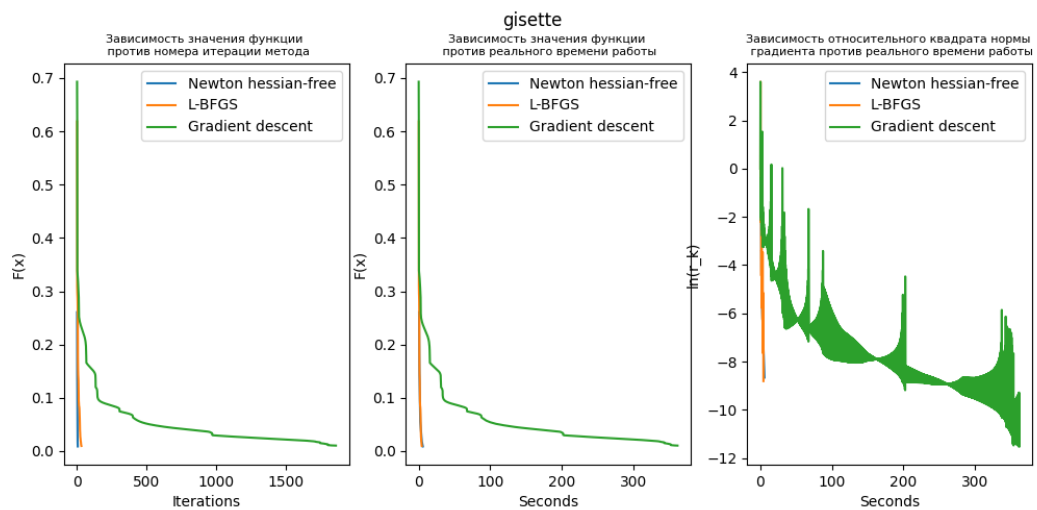 gisette
Зависимость значения функции
против номера итерации метода
0.7
0.6
0.5
0.4
0.3
0.2
0.1
0.0
F(x)
Newton hessian-free
L-BFGS
Gradient descent
0
500
1000
1500
Iterations
Зависимость значения функции
против реального времени работы
0.7
0.6
0.5
0.4
0.3
0.2
0.1
0.0
F(x)
Newton hessian-free
L-BFGS
Gradient descent
0
100
200
300
Seconds
Зависимость относительного квадрата нормы
градиента против реального времени работы
4
2
0
−2
−4
−6
−8
−10
−12
ln(r_k)
Newton hessian-free
L-BFGS
Gradient descent
0
100
200
300
Seconds